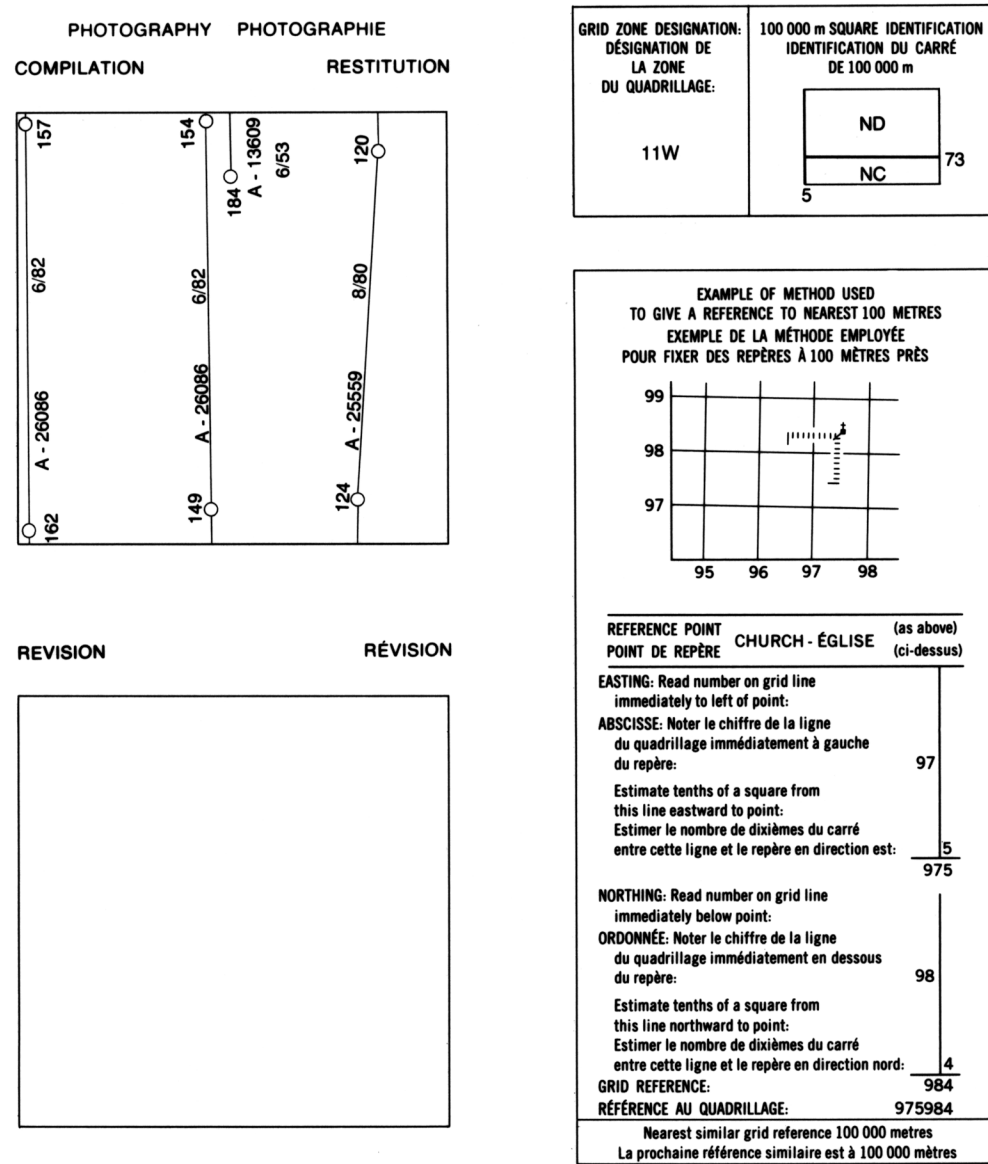 PHOTOGRAPHY PHOTOGRAPHIE
COMPILATION RESTITUTION
157
6/82
A - 26086
162
154
6/82
A - 26086
149
184
A - 13609
6/53
120
8/80
A - 25559
124
REVISION RÉVISION
GRID ZONE DESIGNATION:
DÉSIGNATION DE
LA ZONE
DU QUADRILLAGE:
11W
100 000 m SQUARE IDENTIFICATION
IDENTIFICATION DU CARRÉ
DE 100 000 m
ND
NC
73
5
EXAMPLE OF METHOD USED
TO GIVE A REFERENCE TO NEAREST 100 METRES
EXEMPLE DE LA MÉTHODE EMPLOYÉE
POUR FIXER DES REPÈRES À 100 MÈTRES PRÈS
99
98
97
95 96 97 98
REFERENCE POINT
POINT DE REPÈRE
CHURCH - ÉGLISE
(as above)
(ci-dessus)
EASTING: Read number on grid line
immediately to left of point:
ABSCISSE: Noter le chiffre de la ligne
du quadrillage immédiatement à gauche
du repère: 97
Estimate tenths of a square from
this line eastward to point:
Estimer le nombre de dixièmes du carré
entre cette ligne et le repère en direction est: 5
975
NORTHING: Read number on grid line
immediately below point:
ORDONNÉE: Noter le chiffre de la ligne
du quadrillage immédiatement en dessous
du repère: 98
Estimate tenths of a square from
this line northward to point:
Estimer le nombre de dixièmes du carré
entre cette ligne et le repère en direction nord: 4
GRID REFERENCE: 984
RÉFÉRENCE AU QUADRILLAGE: 975984
Nearest similar grid reference 100 000 metres
La prochaine référence similaire est à 100 000 mètres